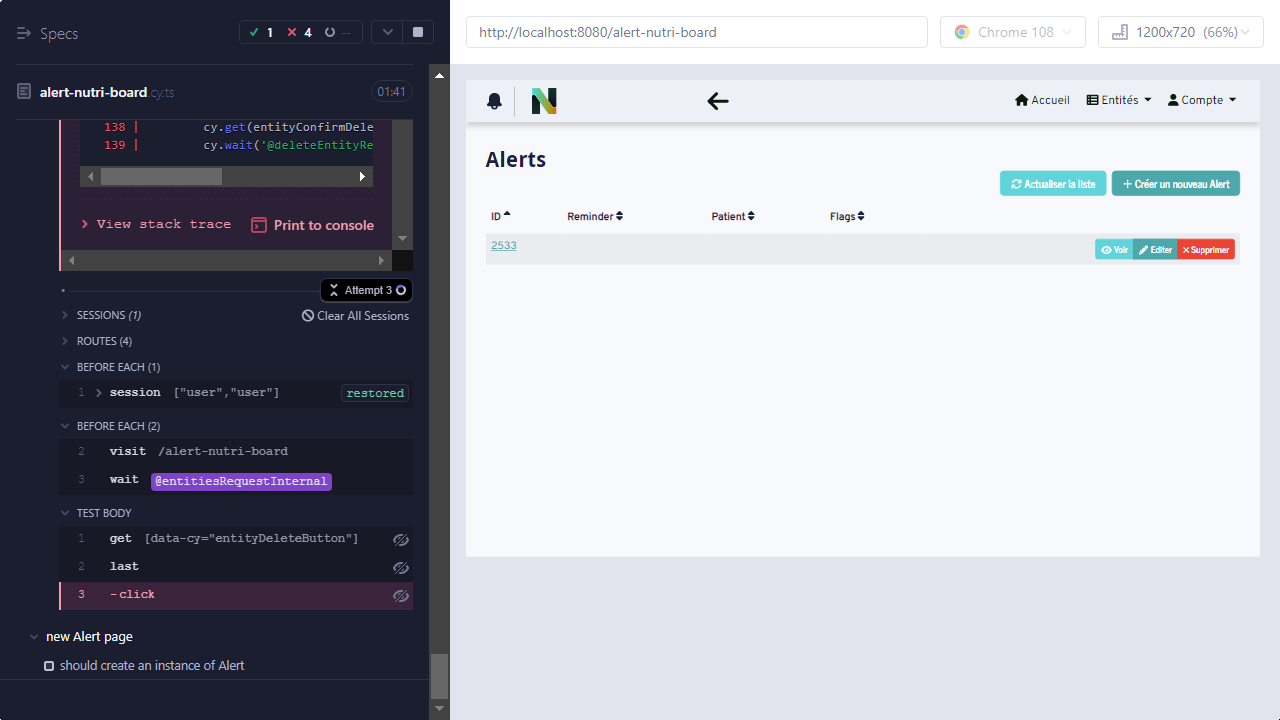 Specs
1
4
--
alert-nutri-board.cy.ts
01:41
138 | cy.get(entityConfirmDele
139 | cy.wait('@deleteEntityRe
View stack trace
Print to console
Attempt 3
SESSIONS (1)
Clear All Sessions
ROUTES (4)
BEFORE EACH (1)
1 session ["user","user"] restored
BEFORE EACH (2)
2 visit /alert-nutri-board
3 wait @entitiesRequestInternal
TEST BODY
1 get [data-cy="entityDeleteButton"]
2 last
3 -click
new Alert page
should create an instance of Alert
http://localhost:8080/alert-nutri-board
Chrome 108
1200x720 (66%)
N
Accueil
Entités
Compte
Alerts
Actualiser la liste
+ Créer un nouveau Alert
ID
Reminder
Patient
Flags
2533
Voir
Editer
Supprimer